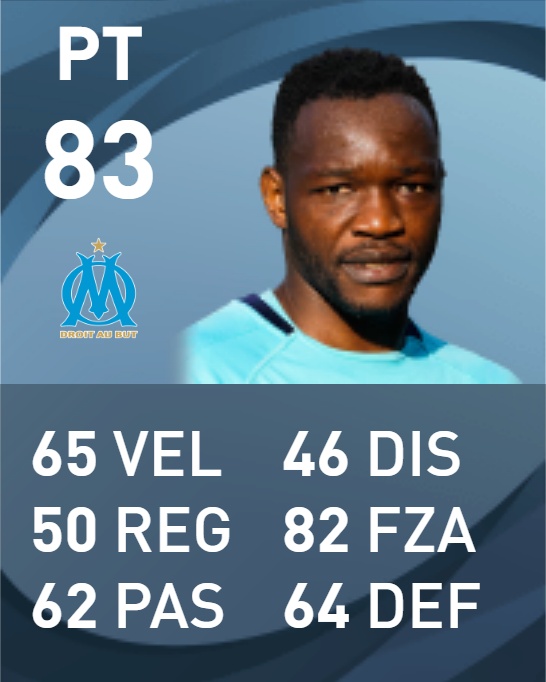 PT
83
DROIT AU BUT
65 VEL 46 DIS
50 REG 82 FZA
62 PAS 64 DEF